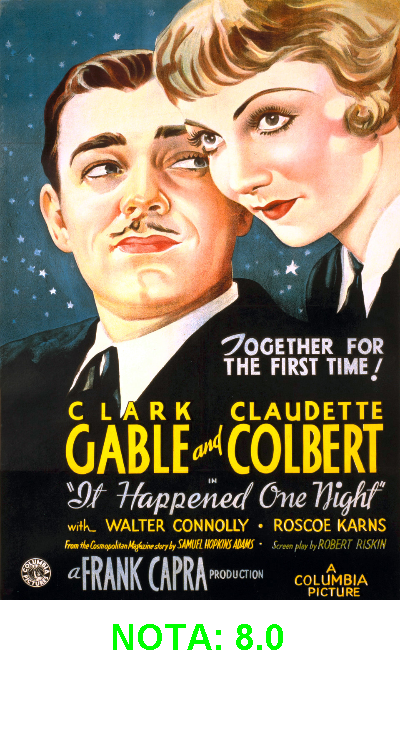 TOGETHER FOR
THE FIRST TIME!
CLARK CLAUDETTE
GABLE and COLBERT
IN
"It Happened One Night"
with WALTER CONNOLLY • ROSCOE KARNS
From the Cosmopolitan Magazine story by SAMUEL HOPKINS ADAMS • Screen play by ROBERT RISKIN
a FRANK CAPRA PRODUCTION
A
COLUMBIA
PICTURE
COLUMBIA PICTURES
NOTA: 8.0